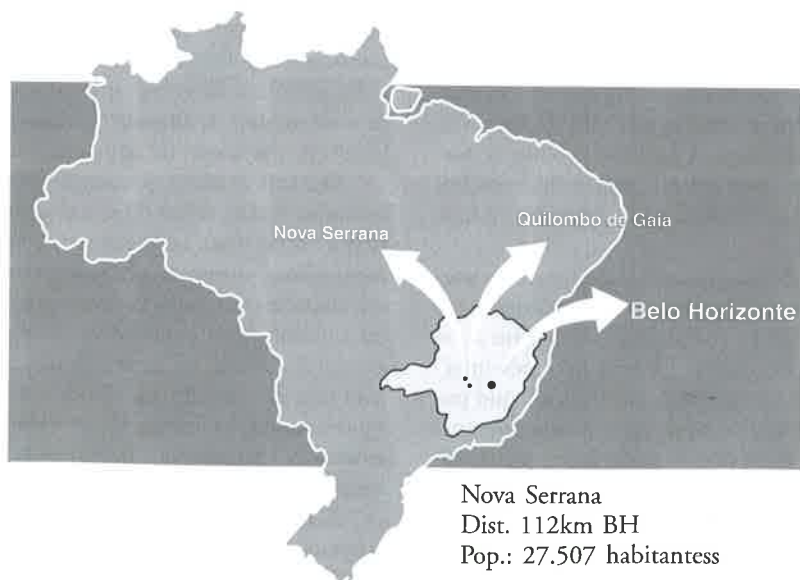 Nova Serrana
Quilombo de Gaia
Belo Horizonte
Nova Serrana
Dist. 112km BH
Pop.: 27.507 habitantess